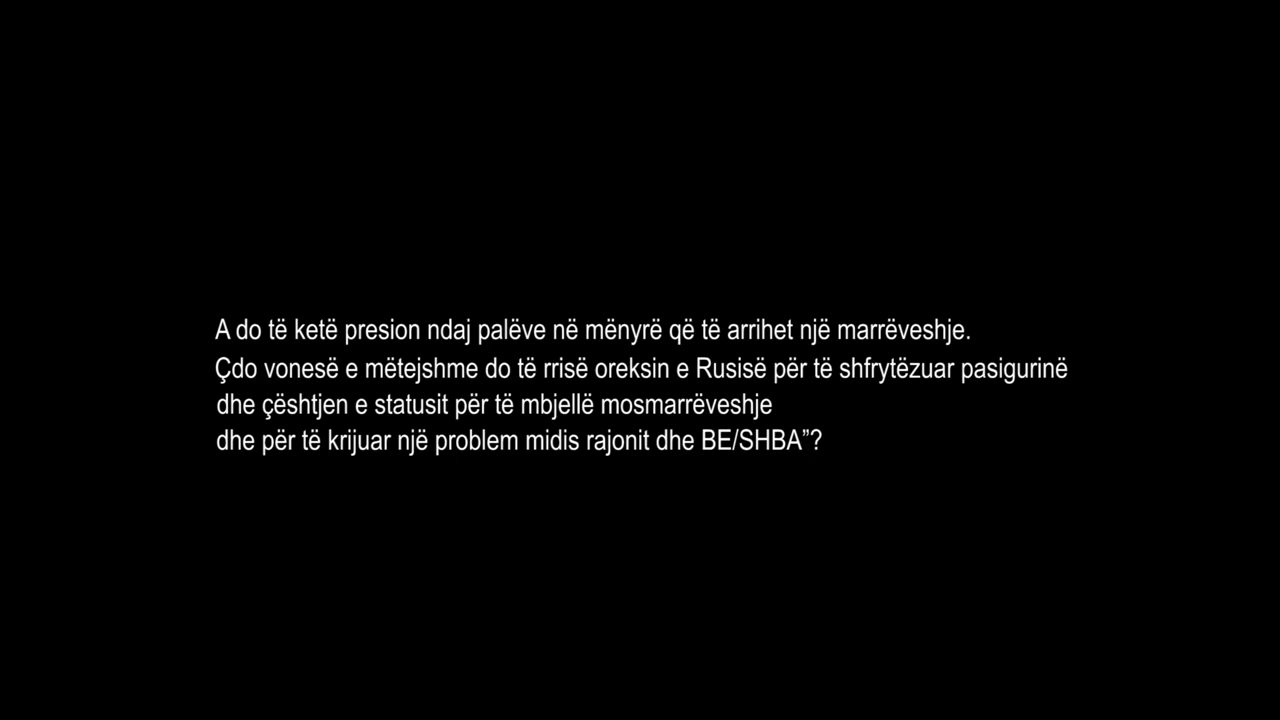 A do të ketë presion ndaj palëve në mënyrë që të arrihet një marrëveshje.
Çdo vonesë e mëtejshme do të rrisë oreksin e Rusisë për të shfrytëzuar pasigurinë
dhe çështjen e statusit për të mbjellë mosmarrëveshje
dhe për të krijuar një problem midis rajonit dhe BE/SHBA”?